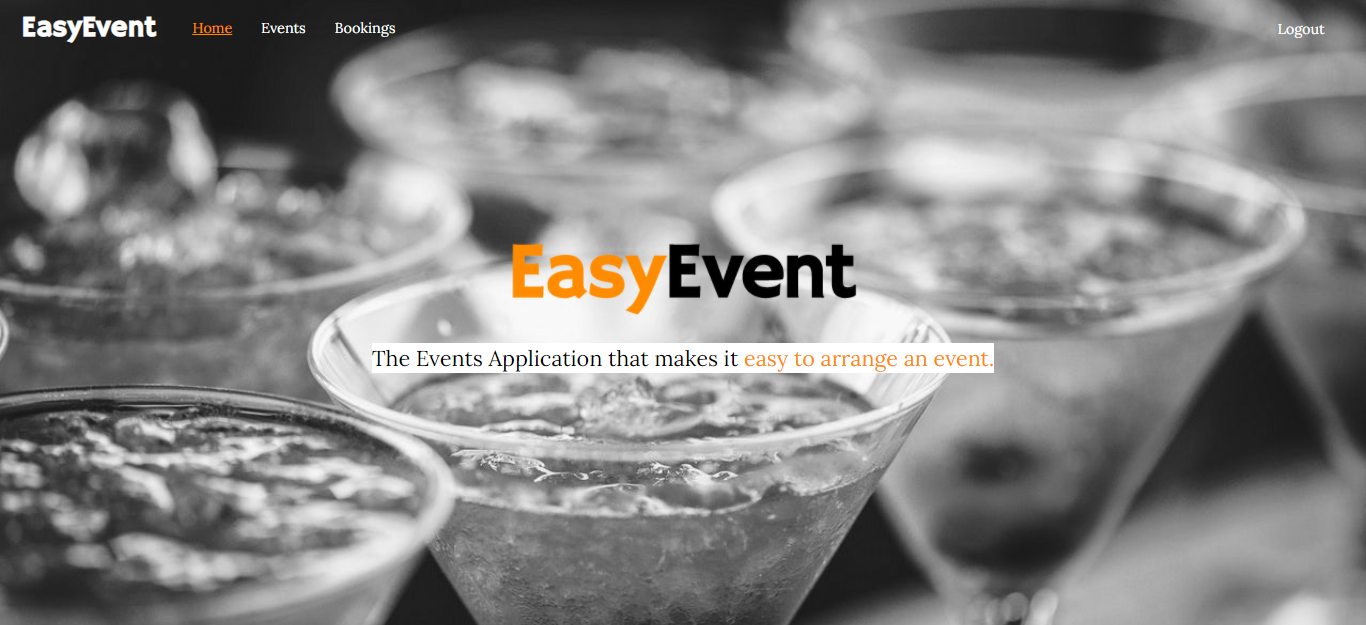 EasyEvent Home Events Bookings Logout
EasyEvent
The Events Application that makes it easy to arrange an event.